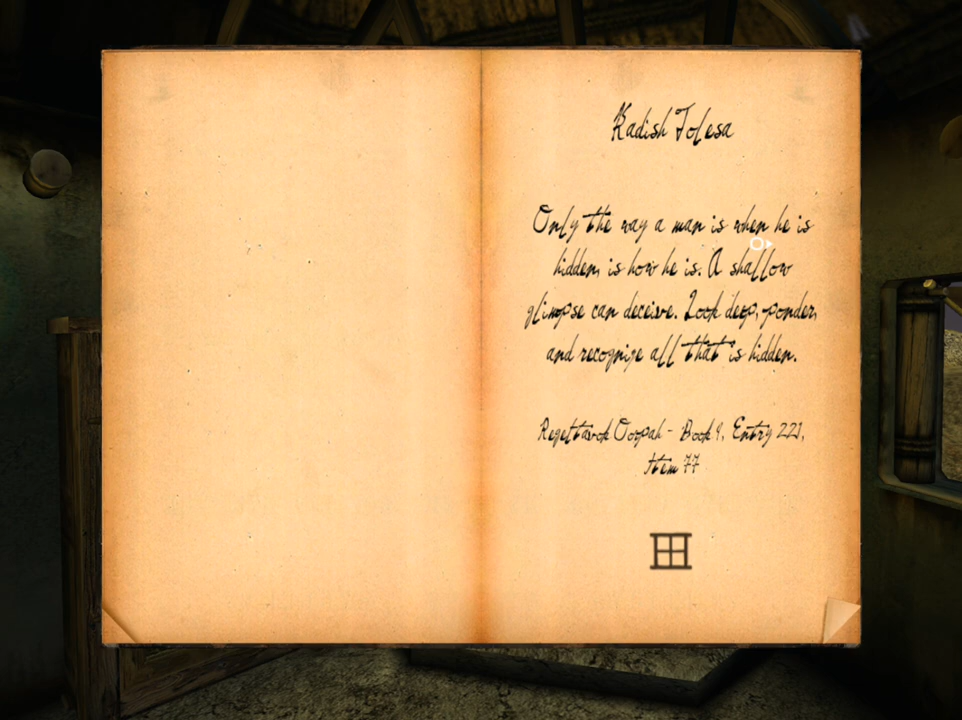 Kadish Tolesa
Only the way a man is when he is
hidden, is how he is. A shallow
glimpse can deceive. Look deep, ponder,
and recognize all that is hidden.
Regeltavok Oorpah - Book 9, Entry 221,
Item 77